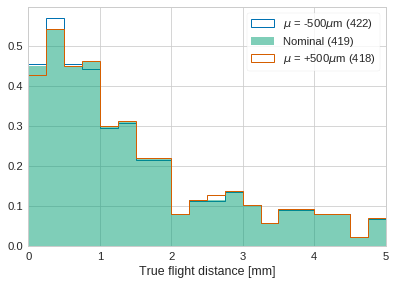 μ = -500μm (422)
Nominal (419)
μ = +500μm (418)
0.5
0.4
0.3
0.2
0.1
0.0
0 1 2 3 4 5
True flight distance [mm]